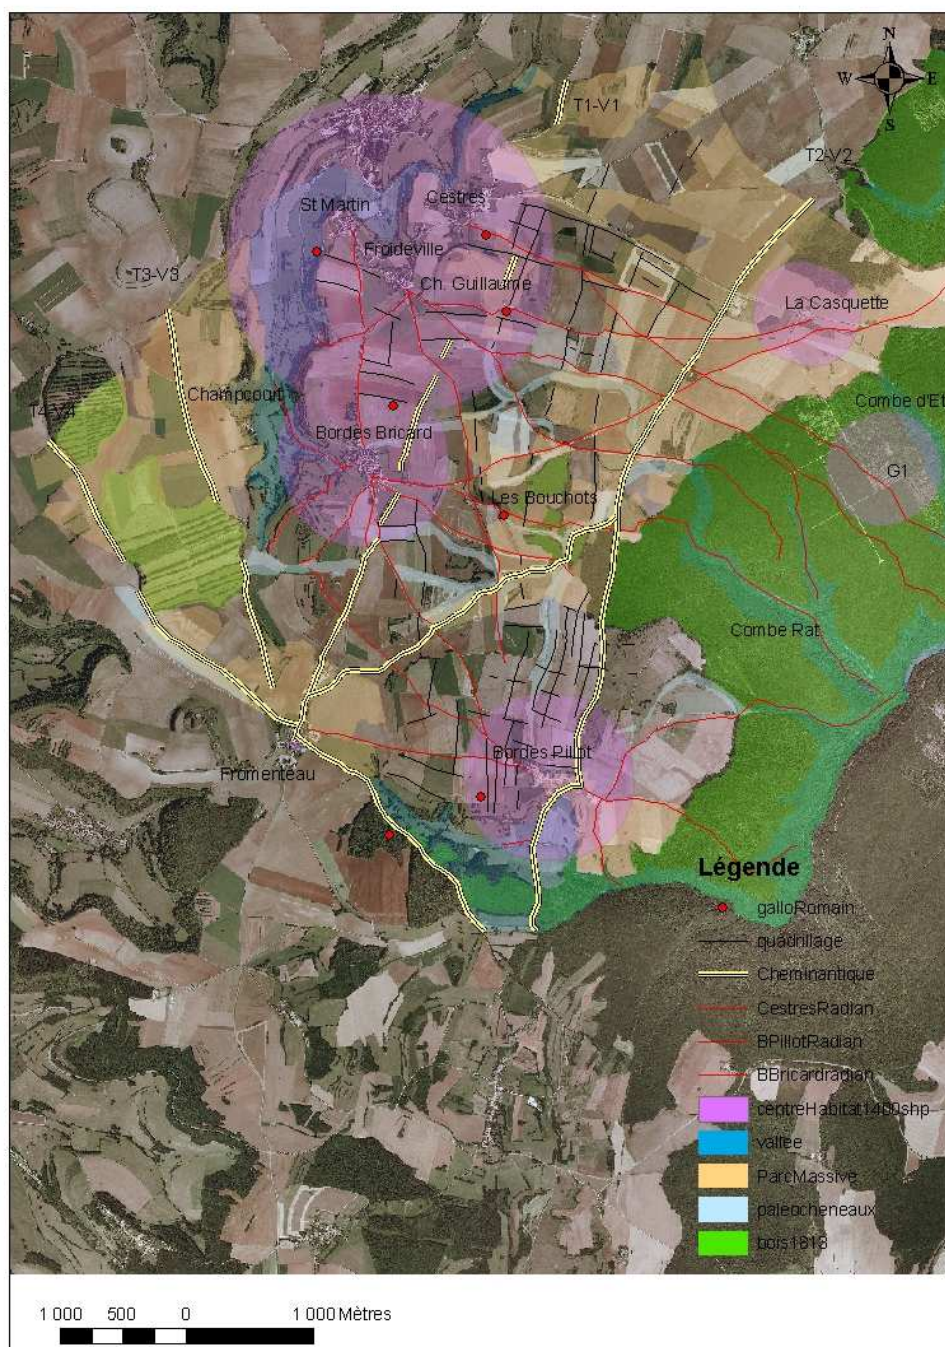 N
W E
S
T1-V1
T2-V2
Cestres
St Martin
Froideville
T3-V3
Ch. Guillaume
La Casquette
Champcourt
Combe d'Et
T4-V4
Bordes Bricard
G1
Les Bouchots
Combe Rat
Bordes Pillot
Fromenteau
Légende
galloRomain
quadrillage
Cheminantique
CestresRadian
BPillotRadian
BBricardradian
centreHabitat1400shp
vallee
ParcMassive
paleocheneaux
bois1813
1 000 500 0 1 000 Mètres